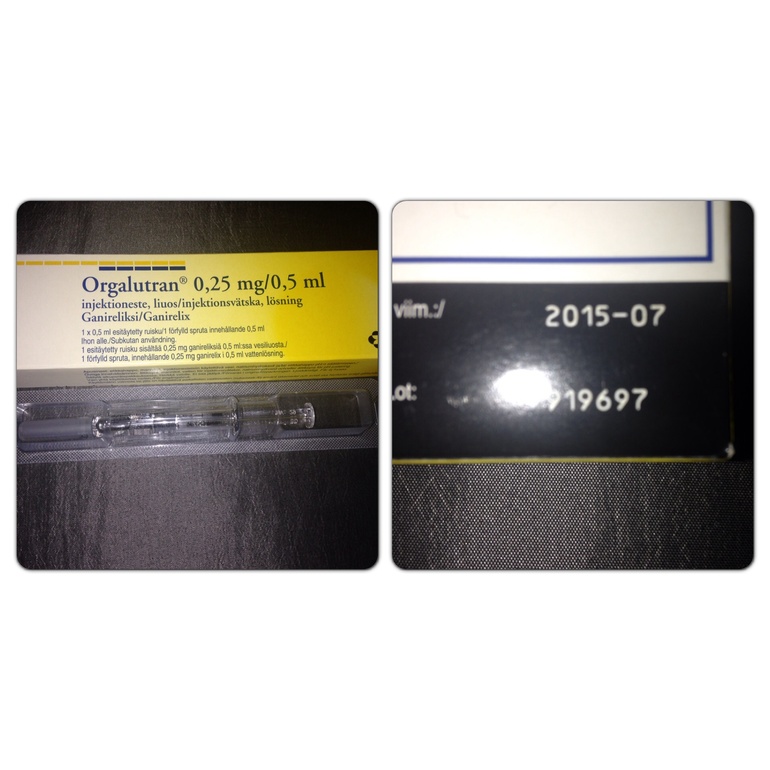 Orgalutran® 0,25 mg/0,5 ml
injektioneste, liuos/injektionsvätska, lösning
Ganireliksi/Ganirelix
1 x 0,5 ml esitäytetty ruisku/1 förfylld spruta innehållande 0,5 ml
Ihon alle./Subkutan användning.
1 esitäytetty ruisku sisältää 0,25 mg ganireliksiä 0,5 ml:ssa vesiliuosta./
1 förfylld spruta, innehållande 0,25 mg ganirelix i 0,5 ml vattenlösning.
viim.:/ 2015-07
Lot: 919697